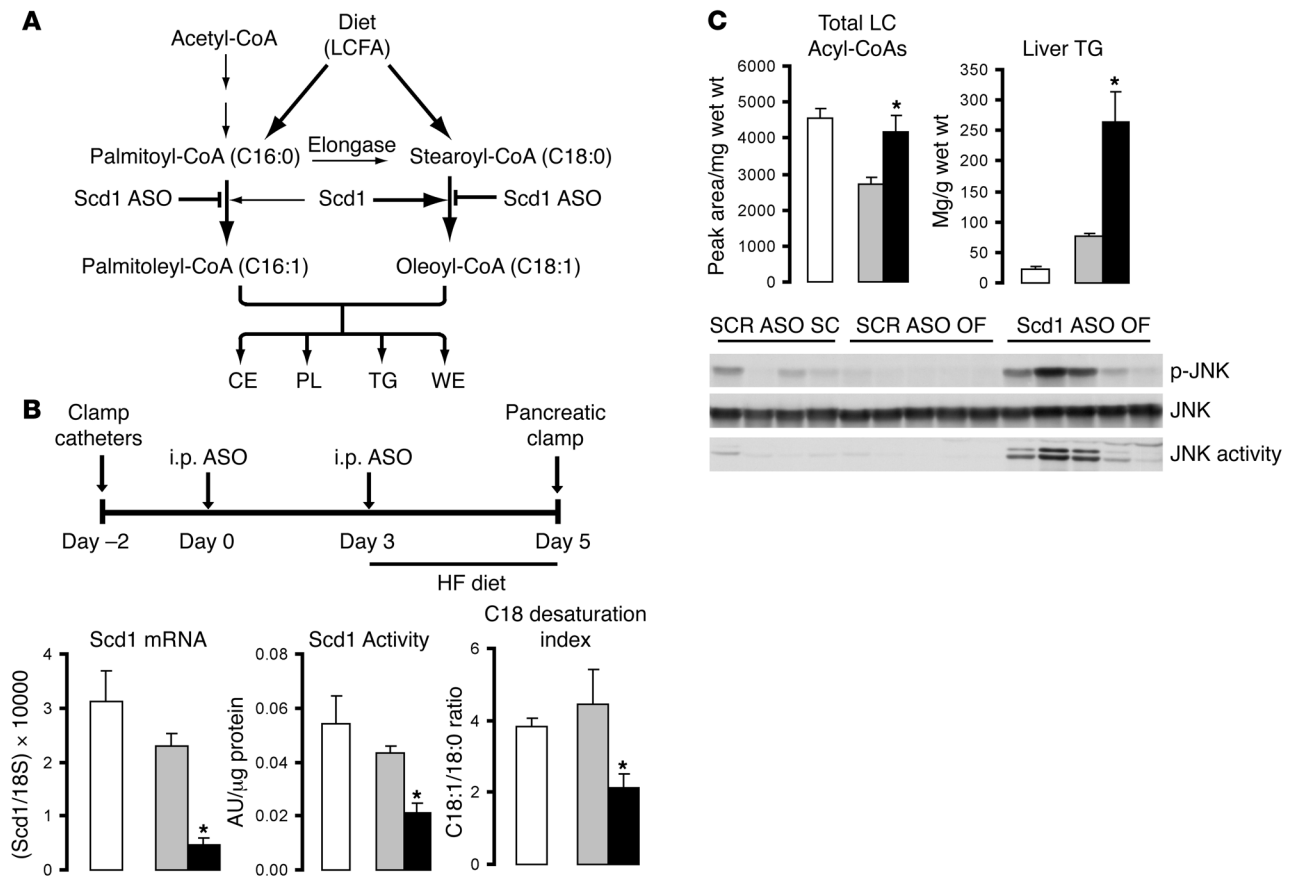 A
Acetyl-CoA
Diet
(LCFA)
Palmitoyl-CoA (C16:0)
Elongase
Stearoyl-CoA (C18:0)
Scd1 ASO
Scd1
Scd1 ASO
Palmitoleyl-CoA (C16:1)
Oleoyl-CoA (C18:1)
CE
PL
TG
WE
B
Clamp
catheters
i.p. ASO
i.p. ASO
Pancreatic
clamp
Day –2
Day 0
Day 3
Day 5
HF diet
Scd1 mRNA
(Scd1/18S) × 10000
4
3
2
1
0
Scd1 Activity
AU/μg protein
0.08
0.06
0.04
0.02
0.00
C18 desaturation
index
C18:1/18:0 ratio
6
4
2
0
*
*
*
C
Total LC
Acyl-CoAs
Peak area/mg wet wt
6000
5000
4000
3000
2000
1000
0
*
Liver TG
Mg/g wet wt
350
300
250
200
150
100
50
0
*
SCR ASO SC
SCR ASO OF
Scd1 ASO OF
p-JNK
JNK
JNK activity